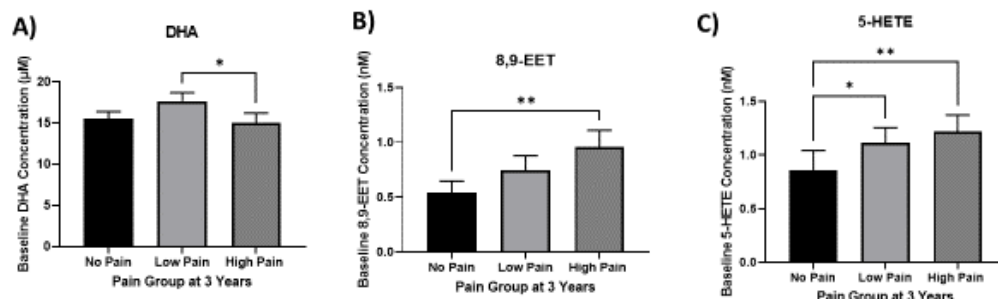 A)
DHA
*
Baseline DHA Concentration (µM)
20
15
10
5
0
No Pain Low Pain High Pain
Pain Group at 3 Years
B)
8,9-EET
**
Baseline 8,9-EET Concentration (nM)
1.5
1.0
0.5
0.0
No Pain Low Pain High Pain
Pain Group at 3 Years
C)
5-HETE
**
*
Baseline 5-HETE Concentration (nM)
1.5
1.0
0.5
0.0
No Pain Low Pain High Pain
Pain Group at 3 Years